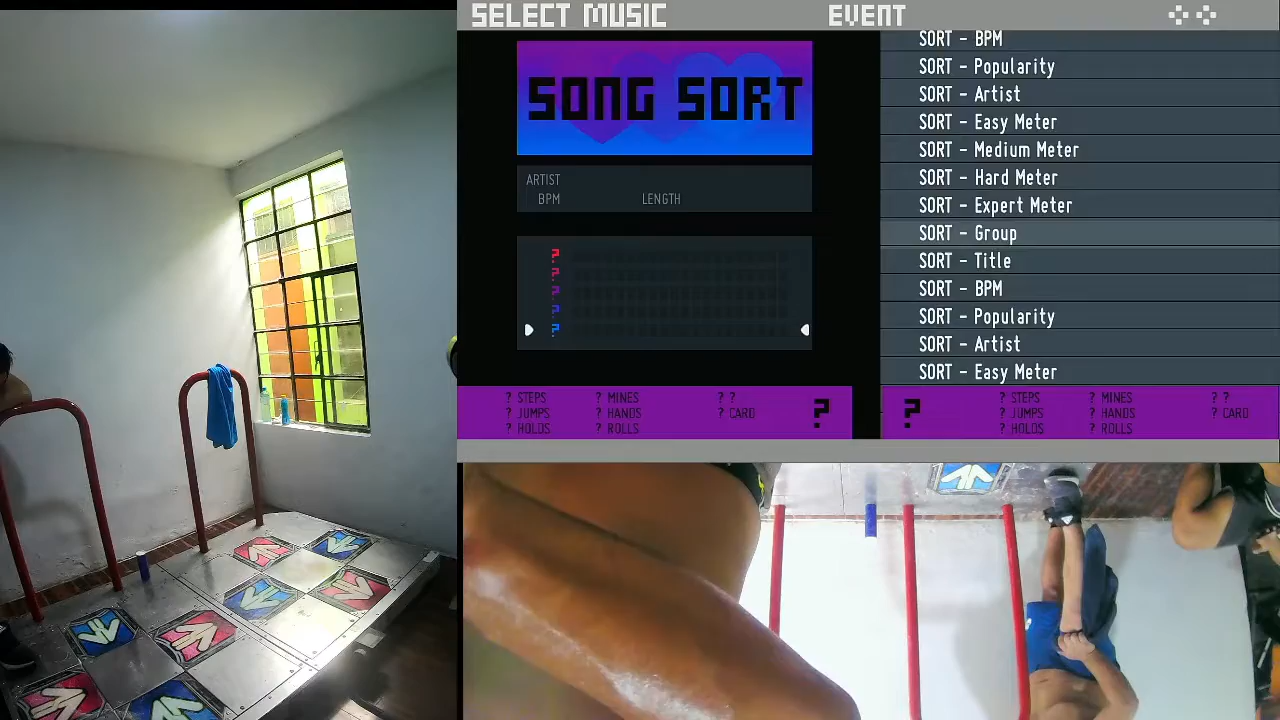 SELECT MUSIC
EVENT
SONG SORT
ARTIST
BPM LENGTH
?
?
?
?
?
SORT - BPM
SORT - Popularity
SORT - Artist
SORT - Easy Meter
SORT - Medium Meter
SORT - Hard Meter
SORT - Expert Meter
SORT - Group
SORT - Title
SORT - BPM
SORT - Popularity
SORT - Artist
SORT - Easy Meter
? STEPS ? MINES ? ?
? JUMPS ? HANDS ? CARD
? HOLDS ? ROLLS
?
?
? STEPS ? MINES ? ?
? JUMPS ? HANDS ? CARD
? HOLDS ? ROLLS